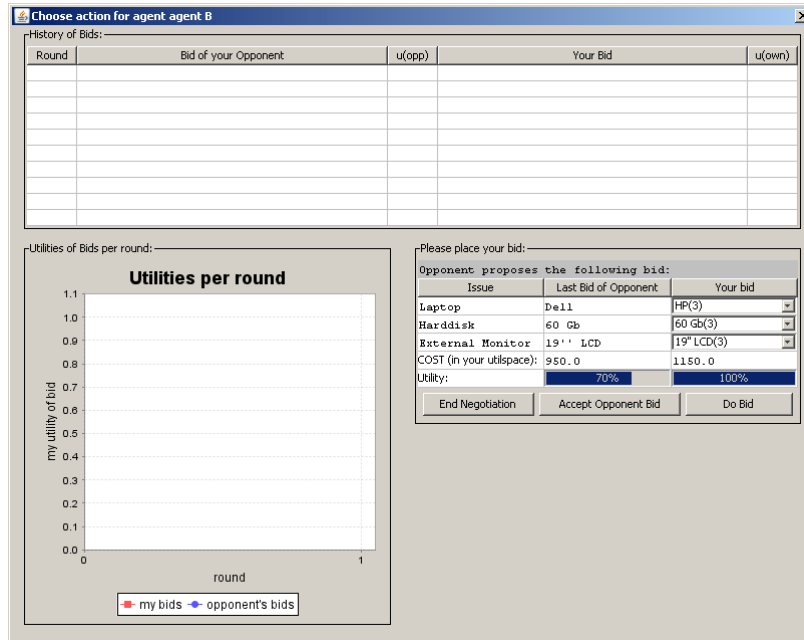 Choose action for agent agent B
History of Bids:
Round Bid of your Opponent u(opp) Your Bid u(own)
Utilities of Bids per round:
Utilities per round
1.1
1.0
0.9
0.8
0.7
0.6
0.5
0.4
0.3
0.2
0.1
0.0
my utility of bid
0 1
round
my bids opponent's bids
Please place your bid:
Opponent proposes the following bid:
Issue Last Bid of Opponent Your bid
Laptop Dell HP(3)
Harddisk 60 Gb 60 Gb(3)
External Monitor 19'' LCD 19" LCD(3)
COST (in your utilspace): 950.0 1150.0
Utility: 70% 100%
End Negotiation Accept Opponent Bid Do Bid